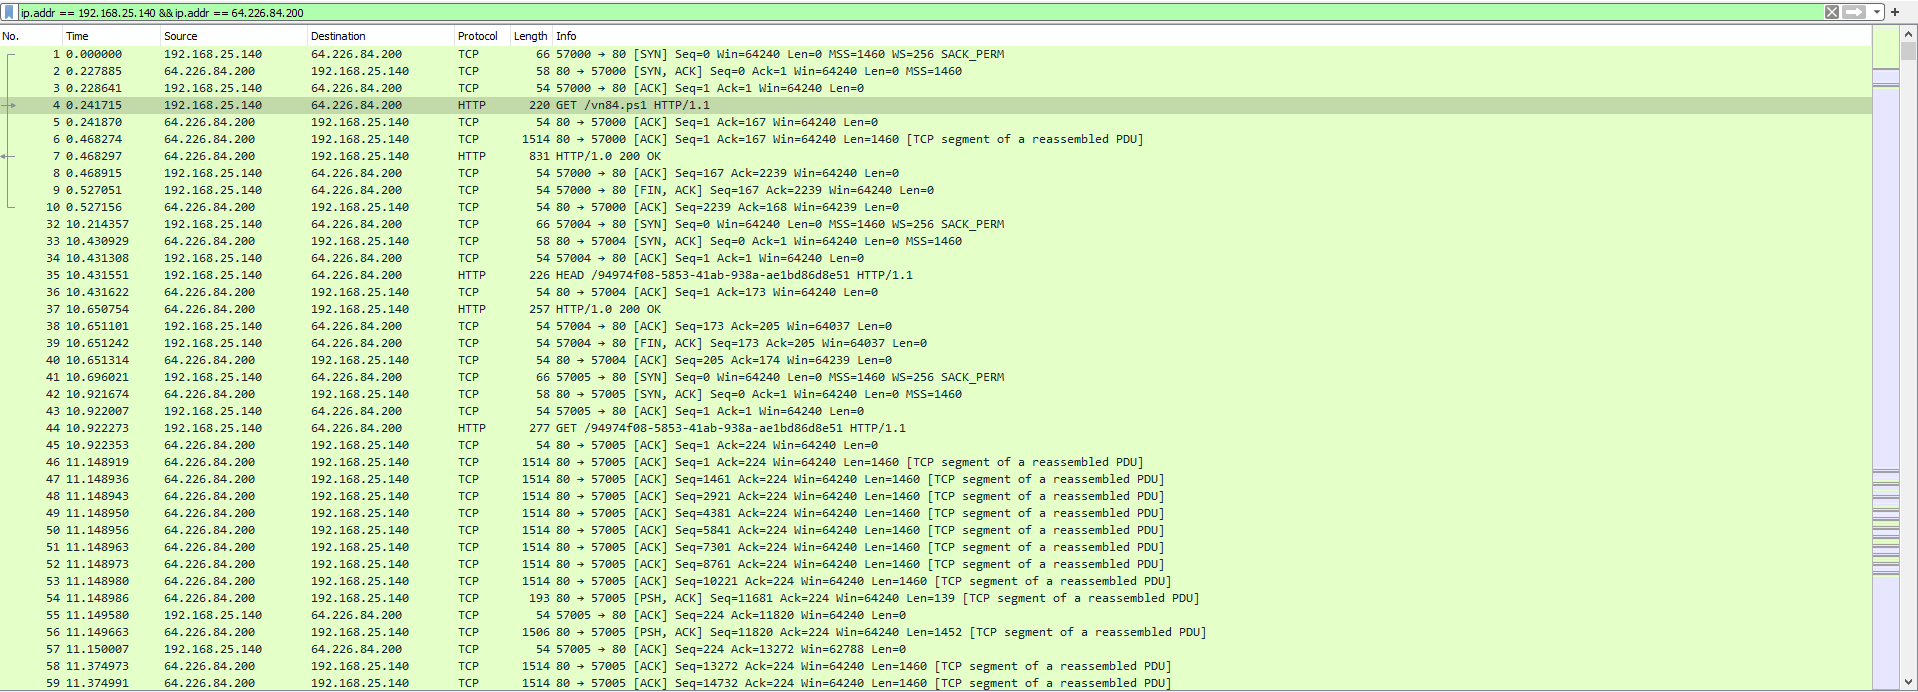 ip.addr == 192.168.25.140 && ip.addr == 64.226.84.200
No. Time Source Destination Protocol Length Info
1 0.000000 192.168.25.140 64.226.84.200 TCP 66 57000 → 80 [SYN] Seq=0 Win=64240 Len=0 MSS=1460 WS=256 SACK_PERM
2 0.227885 64.226.84.200 192.168.25.140 TCP 58 80 → 57000 [SYN, ACK] Seq=0 Ack=1 Win=64240 Len=0 MSS=1460
3 0.228641 192.168.25.140 64.226.84.200 TCP 54 57000 → 80 [ACK] Seq=1 Ack=1 Win=64240 Len=0
4 0.241715 192.168.25.140 64.226.84.200 HTTP 220 GET /vn84.ps1 HTTP/1.1
5 0.241870 64.226.84.200 192.168.25.140 TCP 54 80 → 57000 [ACK] Seq=1 Ack=167 Win=64240 Len=0
6 0.468274 64.226.84.200 192.168.25.140 TCP 1514 80 → 57000 [ACK] Seq=1 Ack=167 Win=64240 Len=1460 [TCP segment of a reassembled PDU]
7 0.468297 64.226.84.200 192.168.25.140 HTTP 831 HTTP/1.0 200 OK
8 0.468915 192.168.25.140 64.226.84.200 TCP 54 57000 → 80 [ACK] Seq=167 Ack=2239 Win=64240 Len=0
9 0.527051 192.168.25.140 64.226.84.200 TCP 54 57000 → 80 [FIN, ACK] Seq=167 Ack=2239 Win=64240 Len=0
10 0.527156 64.226.84.200 192.168.25.140 TCP 54 80 → 57000 [ACK] Seq=2239 Ack=168 Win=64239 Len=0
32 10.214357 192.168.25.140 64.226.84.200 TCP 66 57004 → 80 [SYN] Seq=0 Win=64240 Len=0 MSS=1460 WS=256 SACK_PERM
33 10.430929 64.226.84.200 192.168.25.140 TCP 58 80 → 57004 [SYN, ACK] Seq=0 Ack=1 Win=64240 Len=0 MSS=1460
34 10.431308 192.168.25.140 64.226.84.200 TCP 54 57004 → 80 [ACK] Seq=1 Ack=1 Win=64240 Len=0
35 10.431551 192.168.25.140 64.226.84.200 HTTP 226 HEAD /94974f08-5853-41ab-938a-ae1bd86d8e51 HTTP/1.1
36 10.431622 64.226.84.200 192.168.25.140 TCP 54 80 → 57004 [ACK] Seq=1 Ack=173 Win=64240 Len=0
37 10.650754 64.226.84.200 192.168.25.140 HTTP 257 HTTP/1.0 200 OK
38 10.651101 192.168.25.140 64.226.84.200 TCP 54 57004 → 80 [ACK] Seq=173 Ack=205 Win=64037 Len=0
39 10.651242 192.168.25.140 64.226.84.200 TCP 54 57004 → 80 [FIN, ACK] Seq=173 Ack=205 Win=64037 Len=0
40 10.651314 64.226.84.200 192.168.25.140 TCP 54 80 → 57004 [ACK] Seq=205 Ack=174 Win=64239 Len=0
41 10.696021 192.168.25.140 64.226.84.200 TCP 66 57005 → 80 [SYN] Seq=0 Win=64240 Len=0 MSS=1460 WS=256 SACK_PERM
42 10.921674 64.226.84.200 192.168.25.140 TCP 58 80 → 57005 [SYN, ACK] Seq=0 Ack=1 Win=64240 Len=0 MSS=1460
43 10.922007 192.168.25.140 64.226.84.200 TCP 54 57005 → 80 [ACK] Seq=1 Ack=1 Win=64240 Len=0
44 10.922273 192.168.25.140 64.226.84.200 HTTP 277 GET /94974f08-5853-41ab-938a-ae1bd86d8e51 HTTP/1.1
45 10.922353 64.226.84.200 192.168.25.140 TCP 54 80 → 57005 [ACK] Seq=1 Ack=224 Win=64240 Len=0
46 11.148919 64.226.84.200 192.168.25.140 TCP 1514 80 → 57005 [ACK] Seq=1 Ack=224 Win=64240 Len=1460 [TCP segment of a reassembled PDU]
47 11.148936 64.226.84.200 192.168.25.140 TCP 1514 80 → 57005 [ACK] Seq=1461 Ack=224 Win=64240 Len=1460 [TCP segment of a reassembled PDU]
48 11.148943 64.226.84.200 192.168.25.140 TCP 1514 80 → 57005 [ACK] Seq=2921 Ack=224 Win=64240 Len=1460 [TCP segment of a reassembled PDU]
49 11.148950 64.226.84.200 192.168.25.140 TCP 1514 80 → 57005 [ACK] Seq=4381 Ack=224 Win=64240 Len=1460 [TCP segment of a reassembled PDU]
50 11.148956 64.226.84.200 192.168.25.140 TCP 1514 80 → 57005 [ACK] Seq=5841 Ack=224 Win=64240 Len=1460 [TCP segment of a reassembled PDU]
51 11.148963 64.226.84.200 192.168.25.140 TCP 1514 80 → 57005 [ACK] Seq=7301 Ack=224 Win=64240 Len=1460 [TCP segment of a reassembled PDU]
52 11.148973 64.226.84.200 192.168.25.140 TCP 1514 80 → 57005 [ACK] Seq=8761 Ack=224 Win=64240 Len=1460 [TCP segment of a reassembled PDU]
53 11.148980 64.226.84.200 192.168.25.140 TCP 1514 80 → 57005 [ACK] Seq=10221 Ack=224 Win=64240 Len=1460 [TCP segment of a reassembled PDU]
54 11.148986 64.226.84.200 192.168.25.140 TCP 193 80 → 57005 [PSH, ACK] Seq=11681 Ack=224 Win=64240 Len=139 [TCP segment of a reassembled PDU]
55 11.149580 192.168.25.140 64.226.84.200 TCP 54 57005 → 80 [ACK] Seq=224 Ack=11820 Win=64240 Len=0
56 11.149663 64.226.84.200 192.168.25.140 TCP 1506 80 → 57005 [PSH, ACK] Seq=11820 Ack=224 Win=64240 Len=1452 [TCP segment of a reassembled PDU]
57 11.150007 192.168.25.140 64.226.84.200 TCP 54 57005 → 80 [ACK] Seq=224 Ack=13272 Win=62788 Len=0
58 11.374973 64.226.84.200 192.168.25.140 TCP 1514 80 → 57005 [ACK] Seq=13272 Ack=224 Win=64240 Len=1460 [TCP segment of a reassembled PDU]
59 11.374991 64.226.84.200 192.168.25.140 TCP 1514 80 → 57005 [ACK] Seq=14732 Ack=224 Win=64240 Len=1460 [TCP segment of a reassembled PDU]